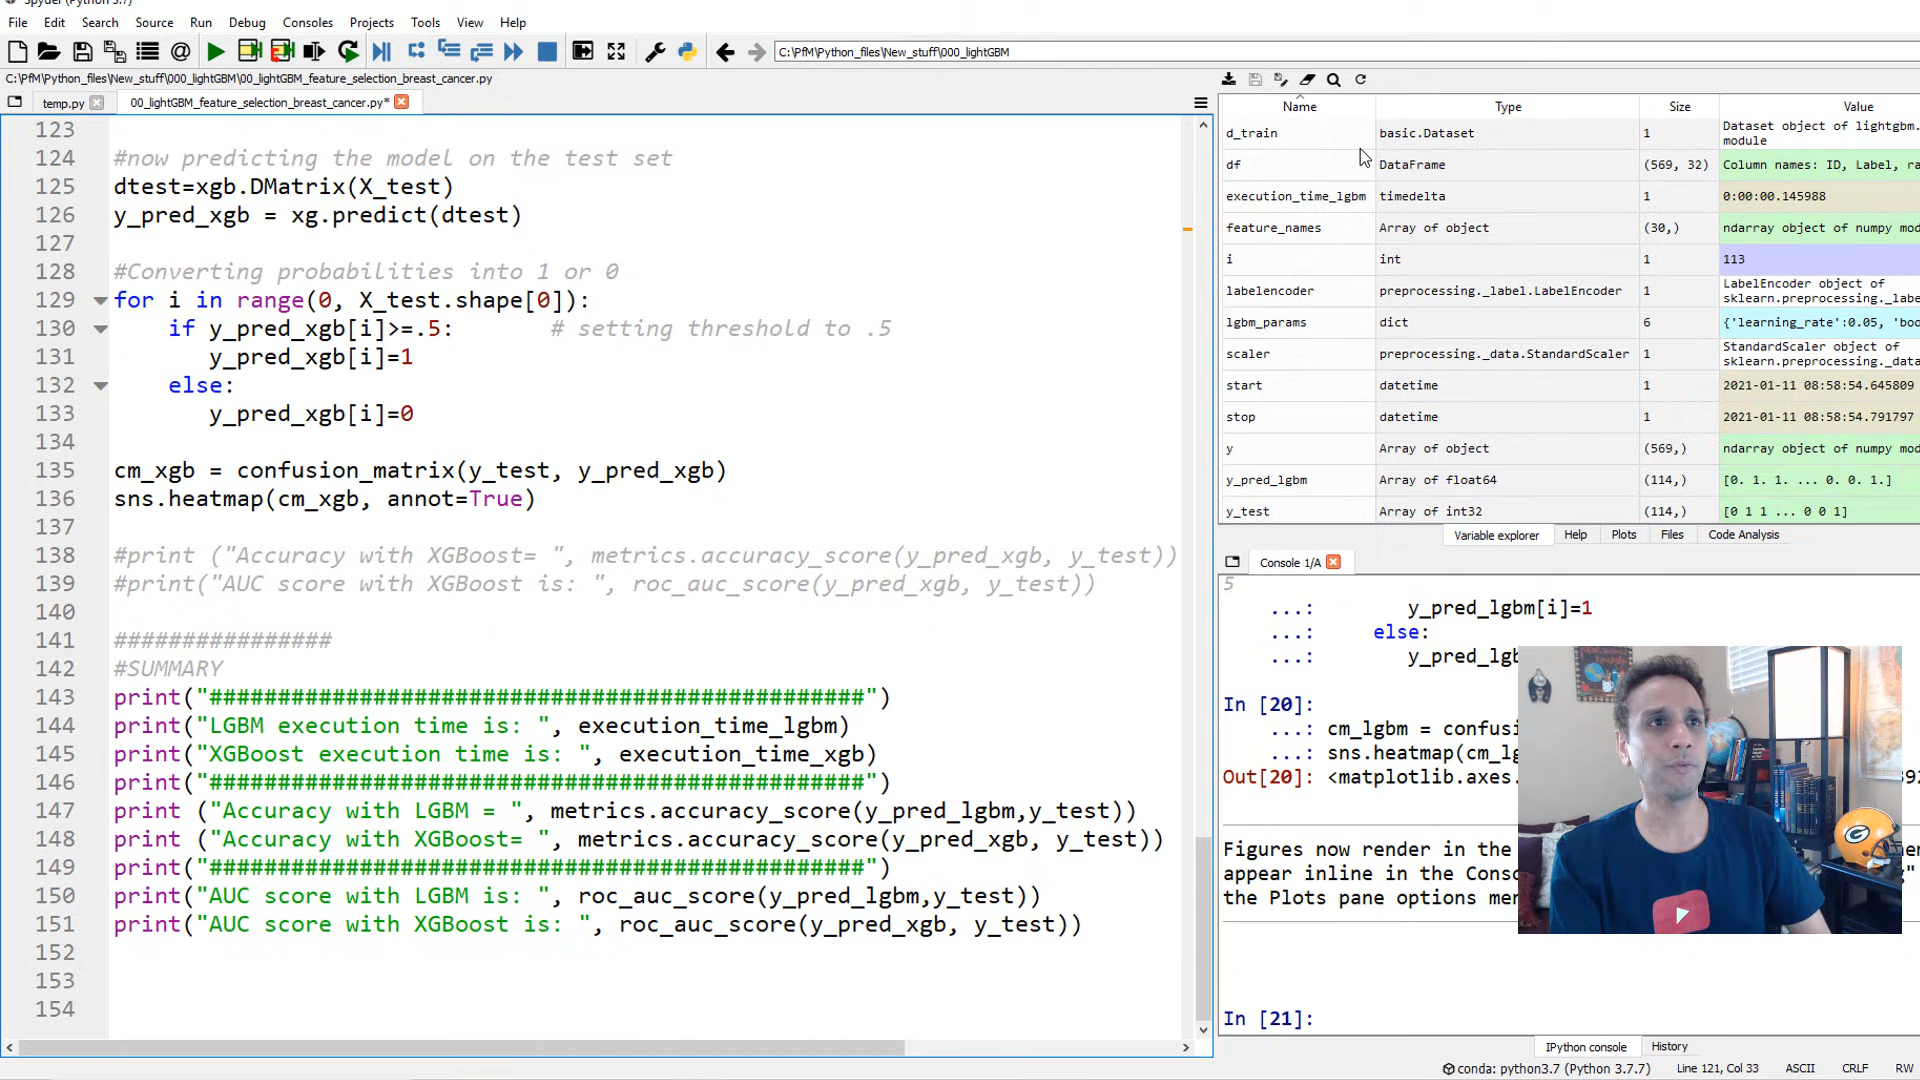 Spyder (Python 3.7)
File Edit Search Source Run Debug Consoles Projects Tools View Help
C:\PfM\Python_files\New_stuff\000_lightGBM
C:\PfM\Python_files\New_stuff\000_lightGBM\00_lightGBM_feature_selection_breast_cancer.py
temp.py
00_lightGBM_feature_selection_breast_cancer.py*
123
124 #now predicting the model on the test set
125 dtest=xgb.DMatrix(X_test)
126 y_pred_xgb = xg.predict(dtest)
127
128 #Converting probabilities into 1 or 0
129 for i in range(0, X_test.shape[0]):
130 if y_pred_xgb[i]>=.5: # setting threshold to .5
131 y_pred_xgb[i]=1
132 else:
133 y_pred_xgb[i]=0
134
135 cm_xgb = confusion_matrix(y_test, y_pred_xgb)
136 sns.heatmap(cm_xgb, annot=True)
137
138 #print ("Accuracy with XGBoost= ", metrics.accuracy_score(y_pred_xgb, y_test))
139 #print("AUC score with XGBoost is: ", roc_auc_score(y_pred_xgb, y_test))
140
141 ################
142 #SUMMARY
143 print("################################################")
144 print("LGBM execution time is: ", execution_time_lgbm)
145 print("XGBoost execution time is: ", execution_time_xgb)
146 print("################################################")
147 print ("Accuracy with LGBM = ", metrics.accuracy_score(y_pred_lgbm,y_test))
148 print ("Accuracy with XGBoost= ", metrics.accuracy_score(y_pred_xgb, y_test))
149 print("################################################")
150 print("AUC score with LGBM is: ", roc_auc_score(y_pred_lgbm,y_test))
151 print("AUC score with XGBoost is: ", roc_auc_score(y_pred_xgb, y_test))
152
153
154
Name Type Size Value
d_train basic.Dataset 1 Dataset object of lightgbm.
module
df DataFrame (569, 32) Column names: ID, Label, ra
execution_time_lgbm timedelta 1 0:00:00.145988
feature_names Array of object (30,) ndarray object of numpy mod
i int 1 113
labelencoder preprocessing._label.LabelEncoder 1 LabelEncoder object of
sklearn.preprocessing._labe
lgbm_params dict 6 {'learning_rate':0.05, 'boo
scaler preprocessing._data.StandardScaler 1 StandardScaler object of
sklearn.preprocessing._data
start datetime 1 2021-01-11 08:58:54.645809
stop datetime 1 2021-01-11 08:58:54.791797
y Array of object (569,) ndarray object of numpy mod
y_pred_lgbm Array of float64 (114,) [0. 1. 1. ... 0. 0. 1.]
y_test Array of int32 (114,) [0 1 1 ... 0 0 1]
Variable explorer Help Plots Files Code Analysis
Console 1/A
5
...: y_pred_lgbm[i]=1
...: else:
...: y_pred_lgb
In [20]:
...: cm_lgbm = confus
...: sns.heatmap(cm_lg
Out[20]: <matplotlib.axes.
Figures now render in the
appear inline in the Conso
the Plots pane options men
In [21]:
IPython console History
conda: python3.7 (Python 3.7.7) Line 121, Col 33 ASCII CRLF RW